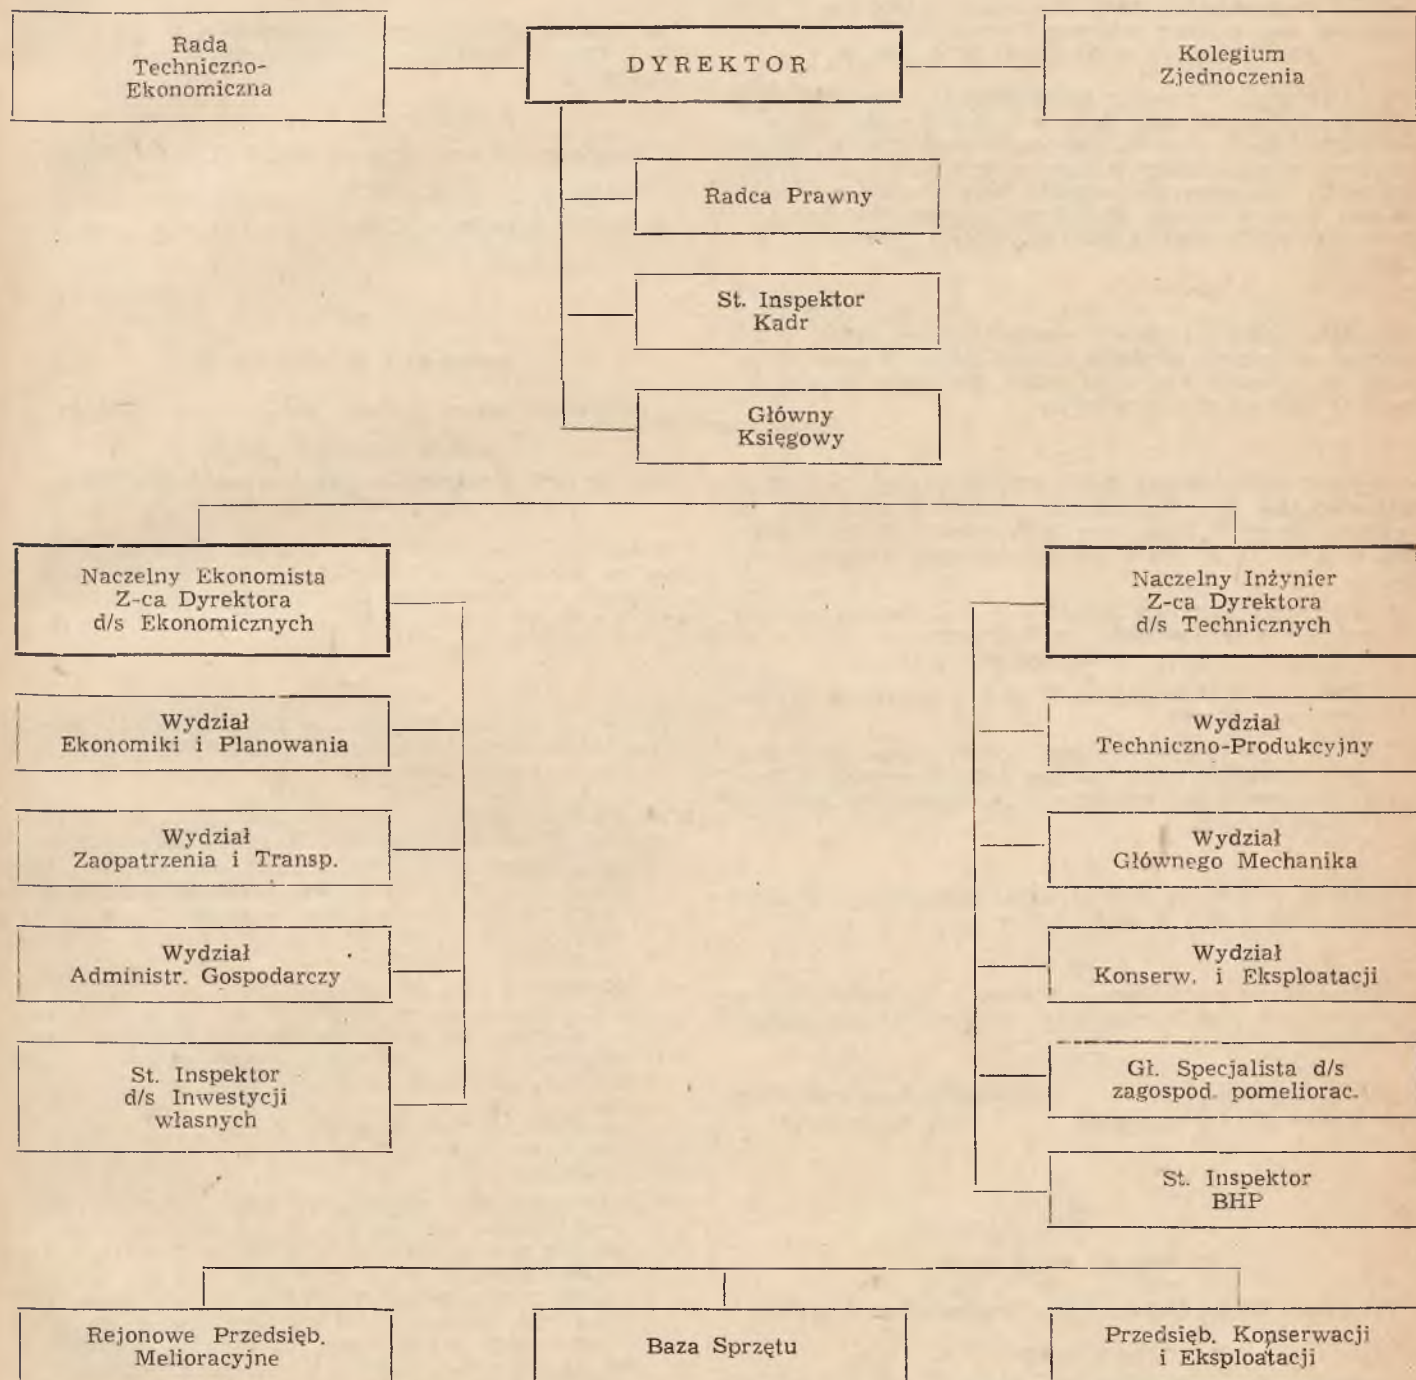 Rada
Techniczno-
Ekonomiczna
DYREKTOR
Kolegium
Zjednoczenia
Radca Prawny
St. Inspektor
Kadr
Główny
Księgowy
Naczelny Ekonomista
Z-ca Dyrektora
d/s Ekonomicznych
Naczelny Inżynier
Z-ca Dyrektora
d/s Technicznych
Wydział
Ekonomiki i Planowania
Wydział
Techniczno-Produkcyjny
Wydział
Zaopatrzenia i Transp.
Wydział
Głównego Mechanika
Wydział
Administr. Gospodarczy
Wydział
Konserw. i Eksploatacji
St. Inspektor
d/s Inwestycji
własnych
Gł. Specjalista d/s
zagospod. pomeliorac.
St. Inspektor
BHP
Rejonowe Przedsięb.
Melioracyjne
Baza Sprzętu
Przedsięb. Konserwacji
i Eksploatacji